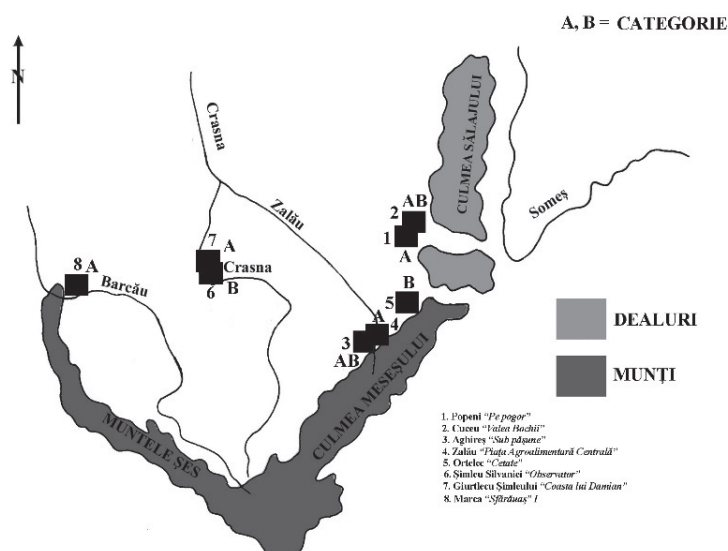 A, B = CATEGORIE
N
Crasna
CULMEA SĂLAJULUI
Someș
Zalău
2 AB
1
A
7 A
Crasna
6 B
8 A
Barcău
B
5
A
4
3
AB
DEALURI
MUNȚI
MUNTELE ȘES
CULMEA MESEȘULUI
1. Popeni "Pe pogor"
2. Cuceu "Valea Bochii"
3. Aghireș "Sub pășune"
4. Zalău "Piața Agroalimentară Centrală"
5. Ortelec "Cetate"
6. Șimleu Silvaniei "Observator"
7. Giurtlecu Șimleului "Coasta lui Damian"
8. Marca "Sfărăuaș" I